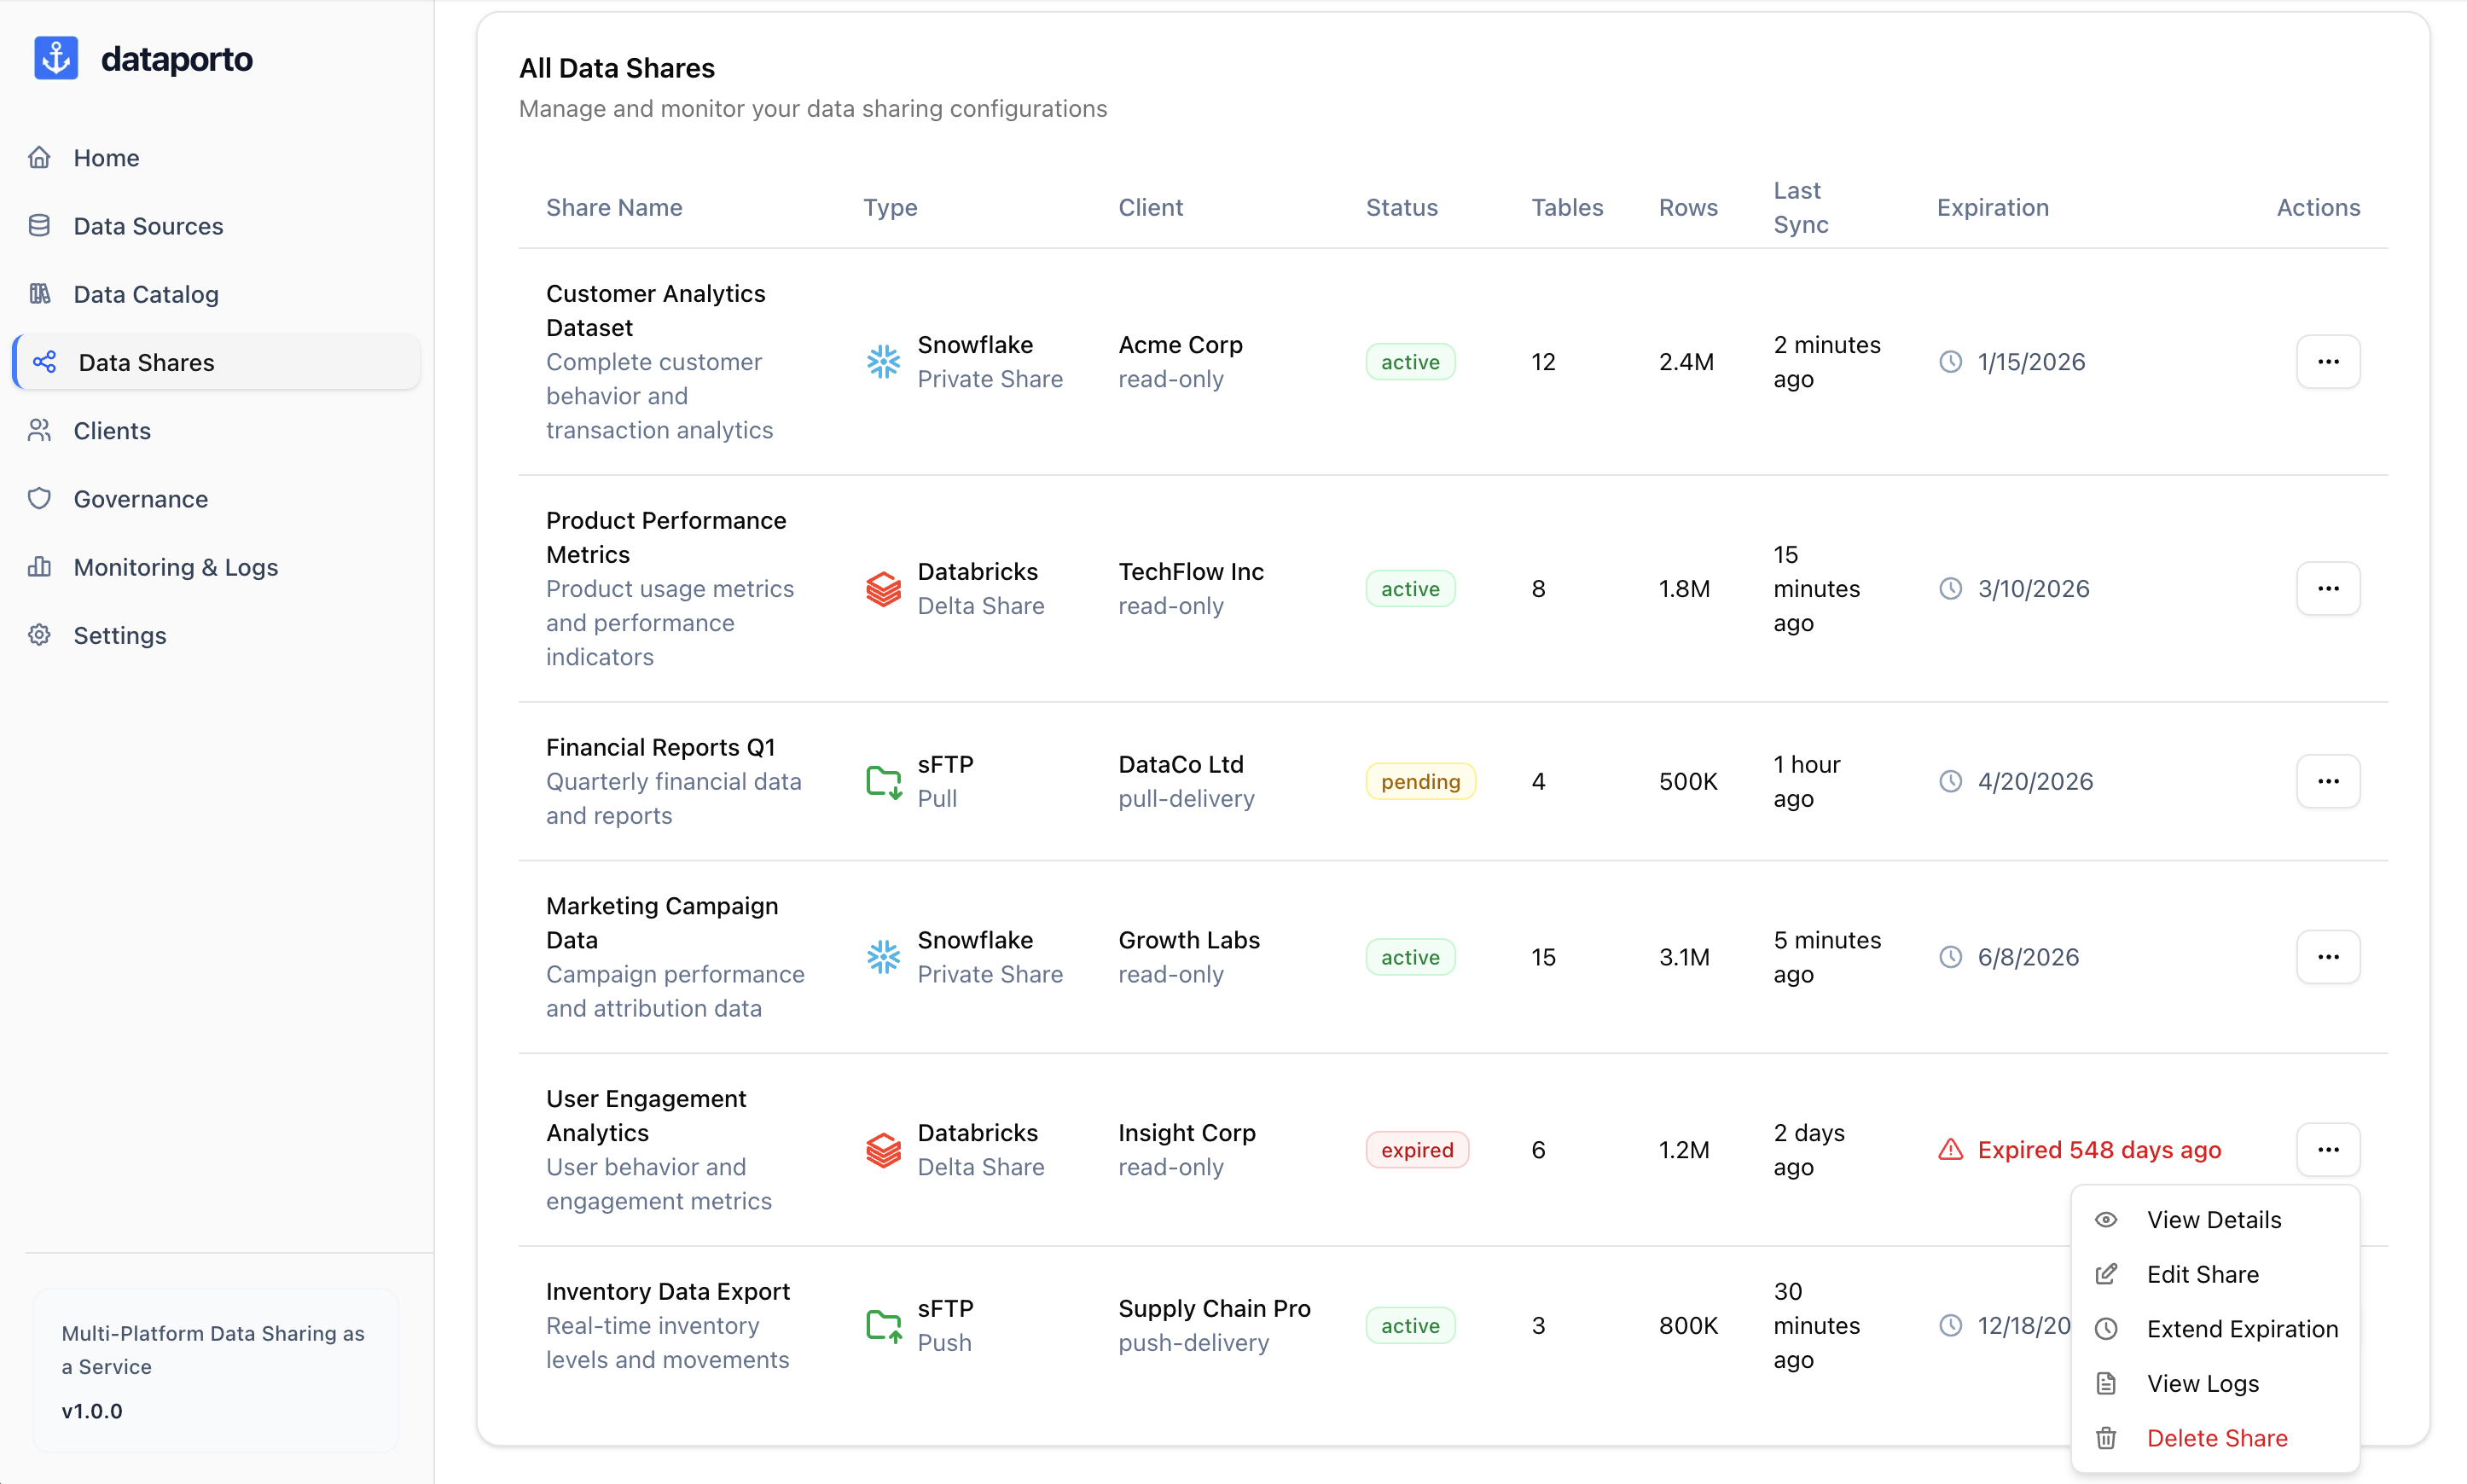 dataporto
Home
Data Sources
Data Catalog
Data Shares
Clients
Governance
Monitoring & Logs
Settings
Multi-Platform Data Sharing as
a Service
v1.0.0
All Data Shares
Manage and monitor your data sharing configurations
Share Name
Type
Client
Status
Tables
Rows
Last
Sync
Expiration
Actions
Customer Analytics
Dataset
Complete customer
behavior and
transaction analytics
Snowflake
Private Share
Acme Corp
read-only
active
12
2.4M
2 minutes
ago
1/15/2026
Product Performance
Metrics
Product usage metrics
and performance
indicators
Databricks
Delta Share
TechFlow Inc
read-only
active
8
1.8M
15
minutes
ago
3/10/2026
Financial Reports Q1
Quarterly financial data
and reports
sFTP
Pull
DataCo Ltd
pull-delivery
pending
4
500K
1 hour
ago
4/20/2026
Marketing Campaign
Data
Campaign performance
and attribution data
Snowflake
Private Share
Growth Labs
read-only
active
15
3.1M
5 minutes
ago
6/8/2026
User Engagement
Analytics
User behavior and
engagement metrics
Databricks
Delta Share
Insight Corp
read-only
expired
6
1.2M
2 days
ago
Expired 548 days ago
Inventory Data Export
Real-time inventory
levels and movements
sFTP
Push
Supply Chain Pro
push-delivery
active
3
800K
30
minutes
ago
12/18/20
View Details
Edit Share
Extend Expiration
View Logs
Delete Share